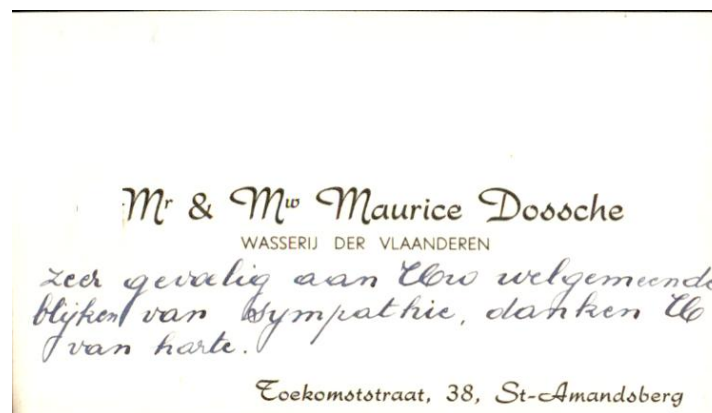 Mr & Mw Maurice Dossche
WASSERIJ DER VLAANDEREN
zeer gevoelig aan Uw welgemeende
blijken van sympathie, danken U
van harte.
Toekomststraat, 38, St-Amandsberg